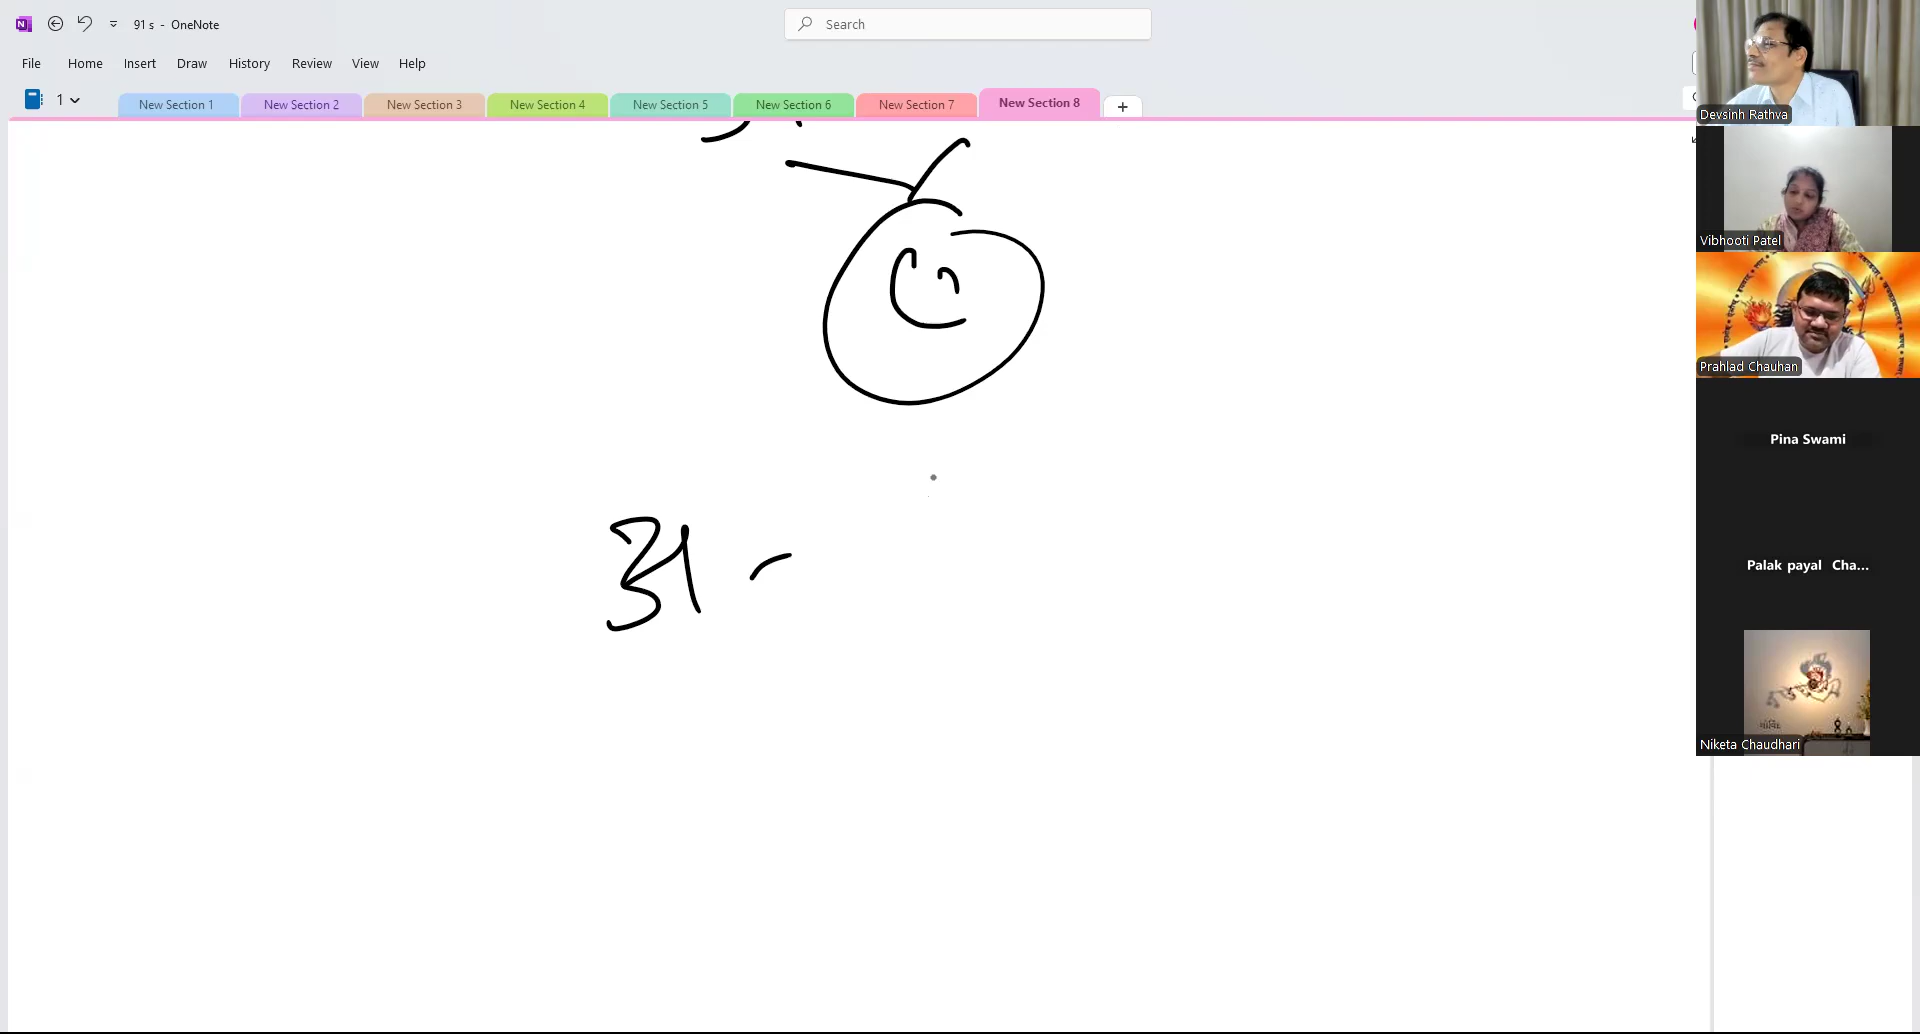 91 s - OneNote
Search
File Home Insert Draw History Review View Help
1
New Section 1 New Section 2 New Section 3 New Section 4 New Section 5 New Section 6 New Section 7 New Section 8
Devsinh Rathva
Vibhooti Patel
Prahlad Chauhan
Pina Swami
Palak payal Cha...
Niketa Chaudhari